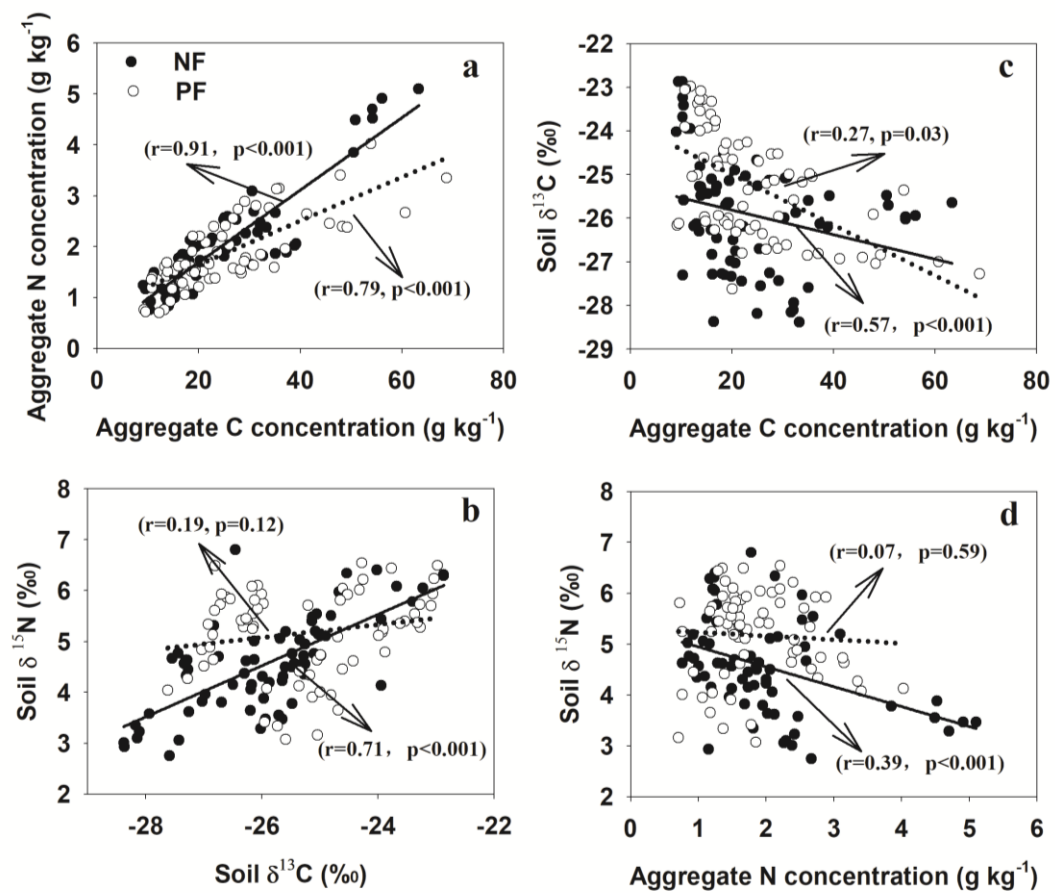 Aggregate N concentration (g kg-1)
6
5
4
3
2
1
0
NF
PF
a
(r=0.91, p<0.001)
(r=0.79, p<0.001)
0 20 40 60 80
Aggregate C concentration (g kg-1)
Soil δ13C (‰)
-22
-23
-24
-25
-26
-27
-28
-29
c
(r=0.27, p=0.03)
(r=0.57, p<0.001)
0 20 40 60 80
Aggregate C concentration (g kg-1)
Soil δ 15N (‰)
8
7
6
5
4
3
2
b
(r=0.19, p=0.12)
(r=0.71, p<0.001)
-28 -26 -24 -22
Soil δ13C (‰)
Soil δ 15N (‰)
8
7
6
5
4
3
2
d
(r=0.07, p=0.59)
(r=0.39, p<0.001)
0 1 2 3 4 5 6
Aggregate N concentration (g kg-1)